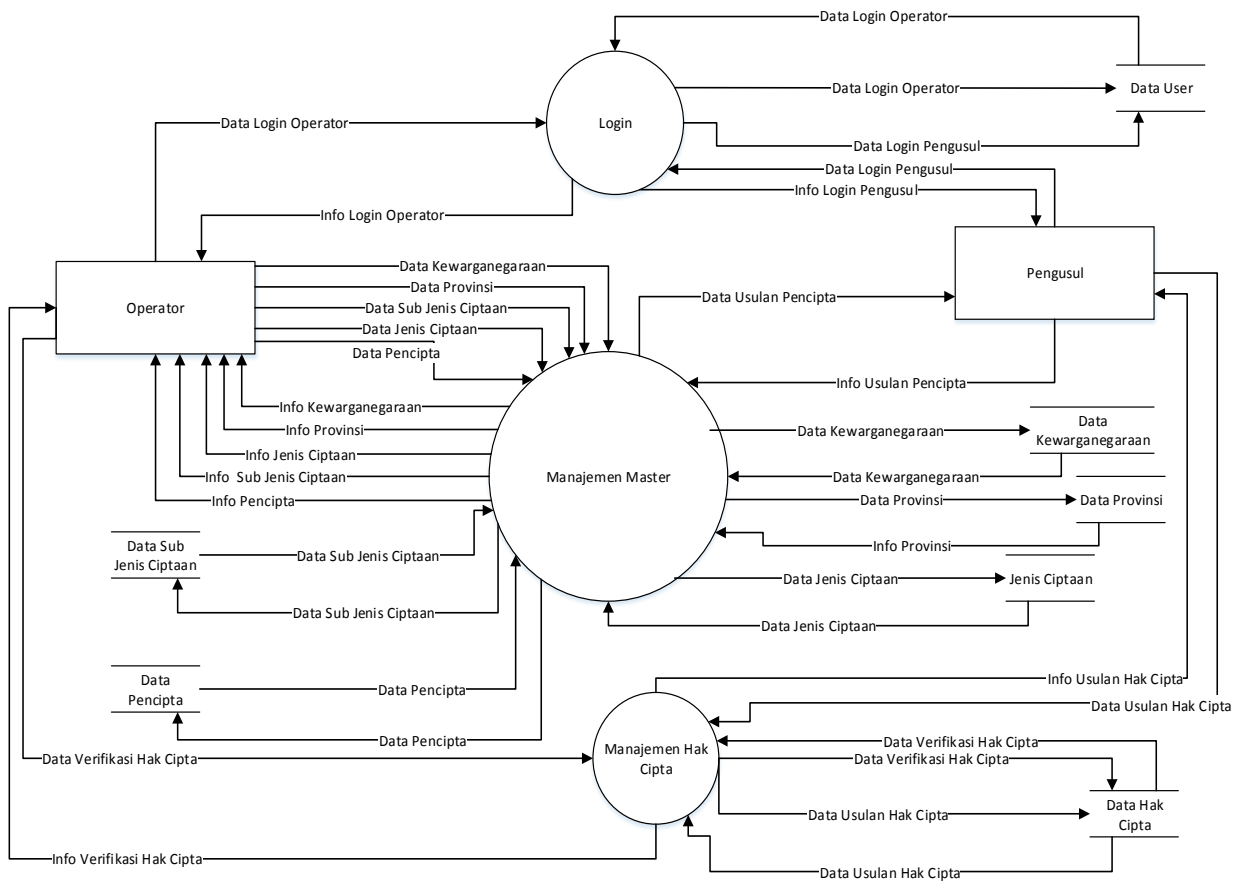 Data Login Operator
Data Login Operator
Data User
Login
Data Login Operator
Data Login Pengusul
Data Login Pengusul
Info Login Pengusul
Info Login Operator
Data Kewarganegaraan
Pengusul
Data Provinsi
Data Usulan Pencipta
Operator
Data Sub Jenis Ciptaan
Data Jenis Ciptaan
Data Pencipta
Info Usulan Pencipta
Info Kewarganegaraan
Data
Kewarganegaraan
Info Provinsi
Data Kewarganegaraan
Info Jenis Ciptaan
Info Sub Jenis Ciptaan
Manajemen Master
Data Kewarganegaraan
Info Pencipta
Data Provinsi
Data Provinsi
Data Sub
Jenis Ciptaan
Data Sub Jenis Ciptaan
Info Provinsi
Data Jenis Ciptaan
Jenis Ciptaan
Data Sub Jenis Ciptaan
Data Jenis Ciptaan
Data
Pencipta
Data Pencipta
Info Usulan Hak Cipta
Data Usulan Hak Cipta
Data Pencipta
Data Verifikasi Hak Cipta
Manajemen Hak
Cipta
Data Verifikasi Hak Cipta
Data Verifikasi Hak Cipta
Data Hak
Cipta
Data Usulan Hak Cipta
Info Verifikasi Hak Cipta
Data Usulan Hak Cipta